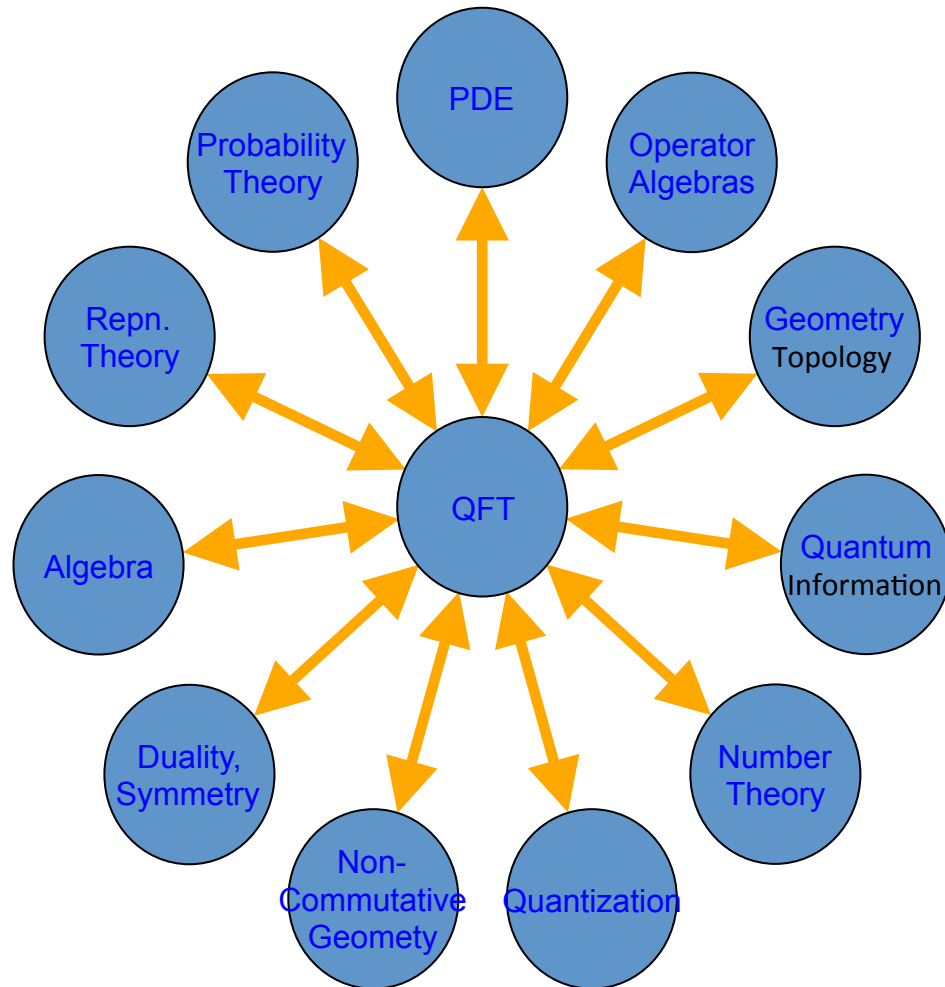 PDE
Operator
Algebras
Geometry
Topology
Quantum
Information
Number
Theory
Quantization
Non-
Commutative
Geomety
Duality,
Symmetry
Algebra
Repn.
Theory
Probability
Theory
QFT